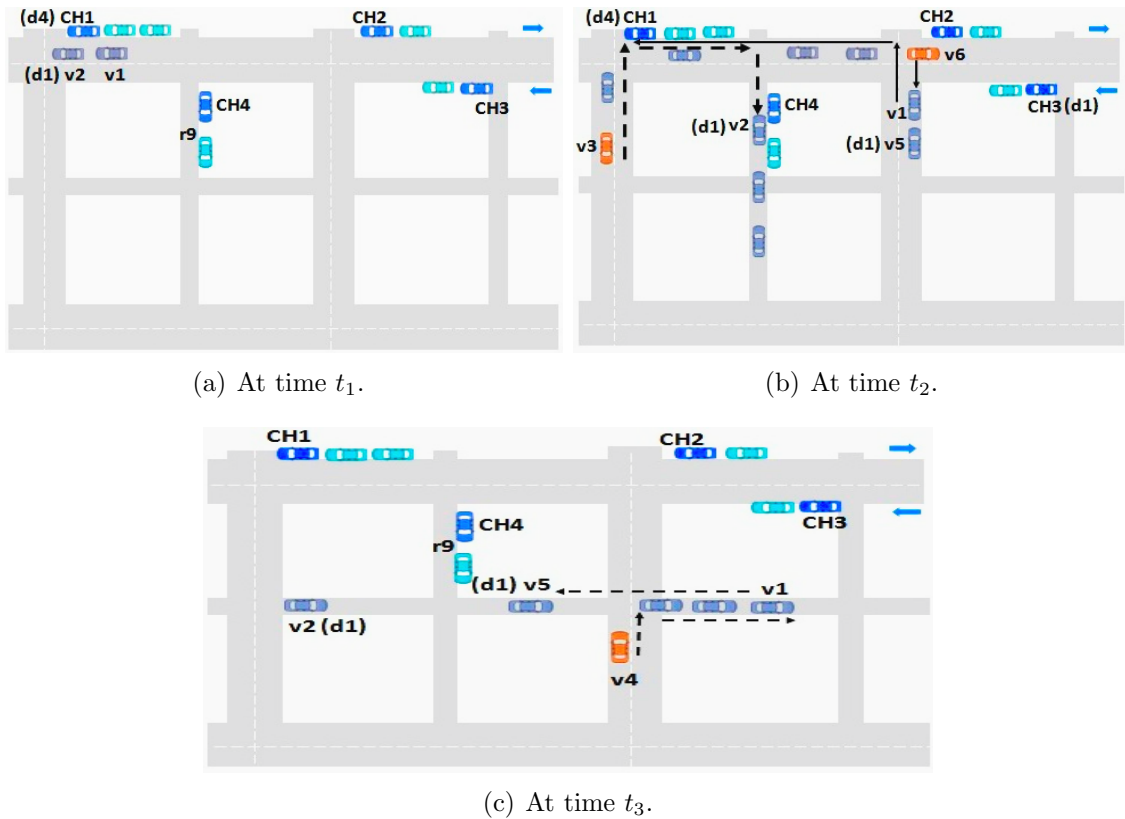 (d4) CH1 CH2
(d1) v2 v1
CH3
CH4
r9
(a) At time t₁.
(d4) CH1 CH2
v6
CH4
v1 CH3 (d1)
(d1) v2
v3 (d1) v5
(b) At time t₂.
CH1 CH2
CH4 CH3
r9
(d1) v5 v1
v2 (d1)
v4
(c) At time t₃.